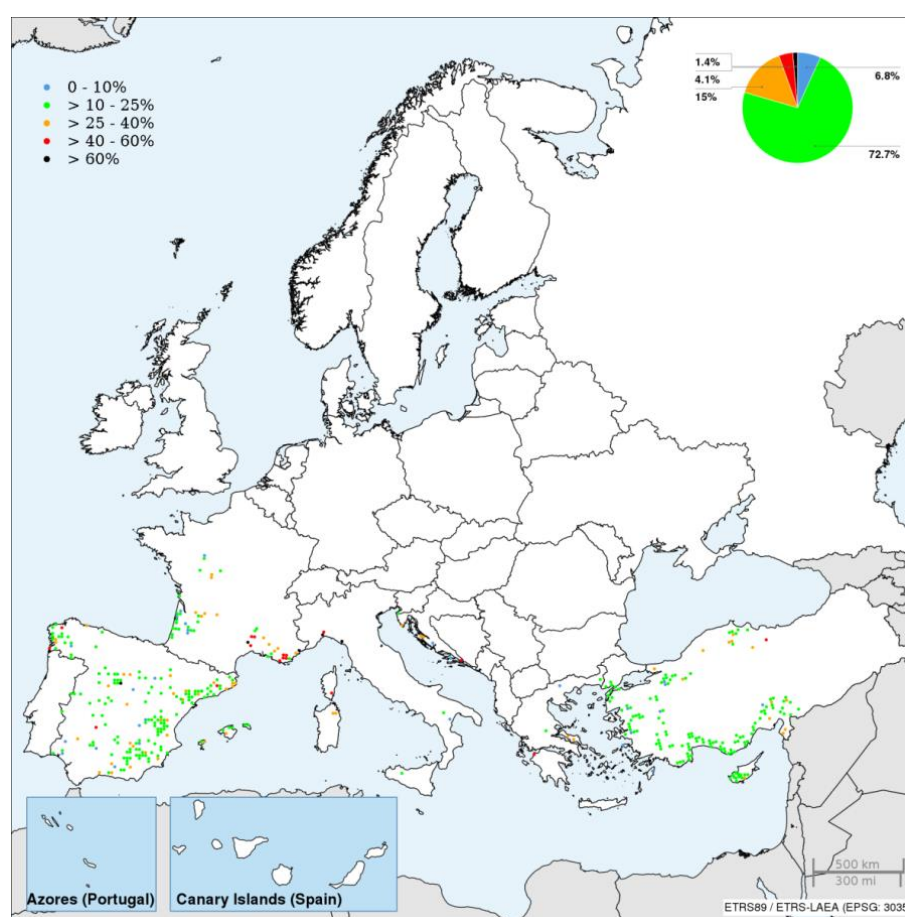 0 - 10%
> 10 - 25%
> 25 - 40%
> 40 - 60%
> 60%
1.4%
4.1%
15%
6.8%
72.7%
500 km
300 mi
Azores (Portugal)
Canary Islands (Spain)
ETRS89 / ETRS-LAEA (EPSG: 3035